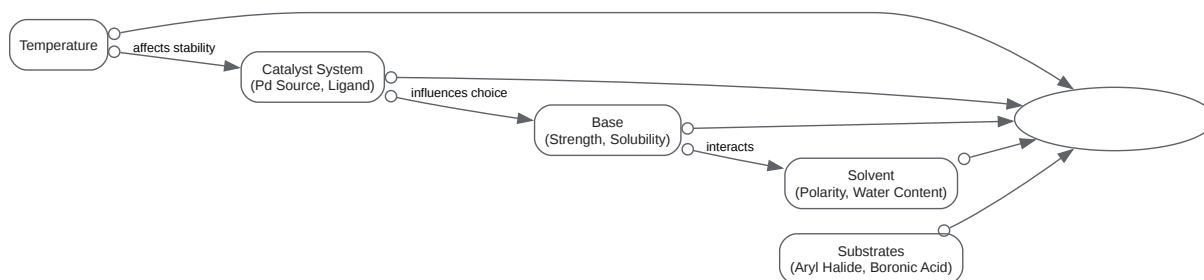 Temperature
affects stability
Catalyst System
(Pd Source, Ligand)
influences choice
Base
(Strength, Solubility)
interacts
Solvent
(Polarity, Water Content)
Substrates
(Aryl Halide, Boronic Acid)